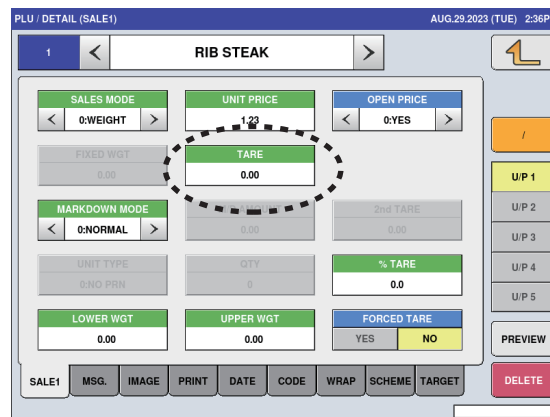 PLU / DETAIL (SALE1)
AUG.29.2023 (TUE) 2:36P
1
<
RIB STEAK
>
SALES MODE
UNIT PRICE
OPEN PRICE
< 0:WEIGHT >
1.23
< 0:YES >
/
FIXED WGT
TARE
0.00
0.00
U/P 1
MARKDOWN MODE
AMOUNT
2nd TARE
U/P 2
< 0:NORMAL >
0.00
0.00
U/P 3
UNIT TYPE
QTY
% TARE
U/P 4
0:NO PRN
0
0.0
U/P 5
LOWER WGT
UPPER WGT
FORCED TARE
0.00
0.00
YES
NO
PREVIEW
SALE1
MSG.
IMAGE
PRINT
DATE
CODE
WRAP
SCHEME
TARGET
DELETE